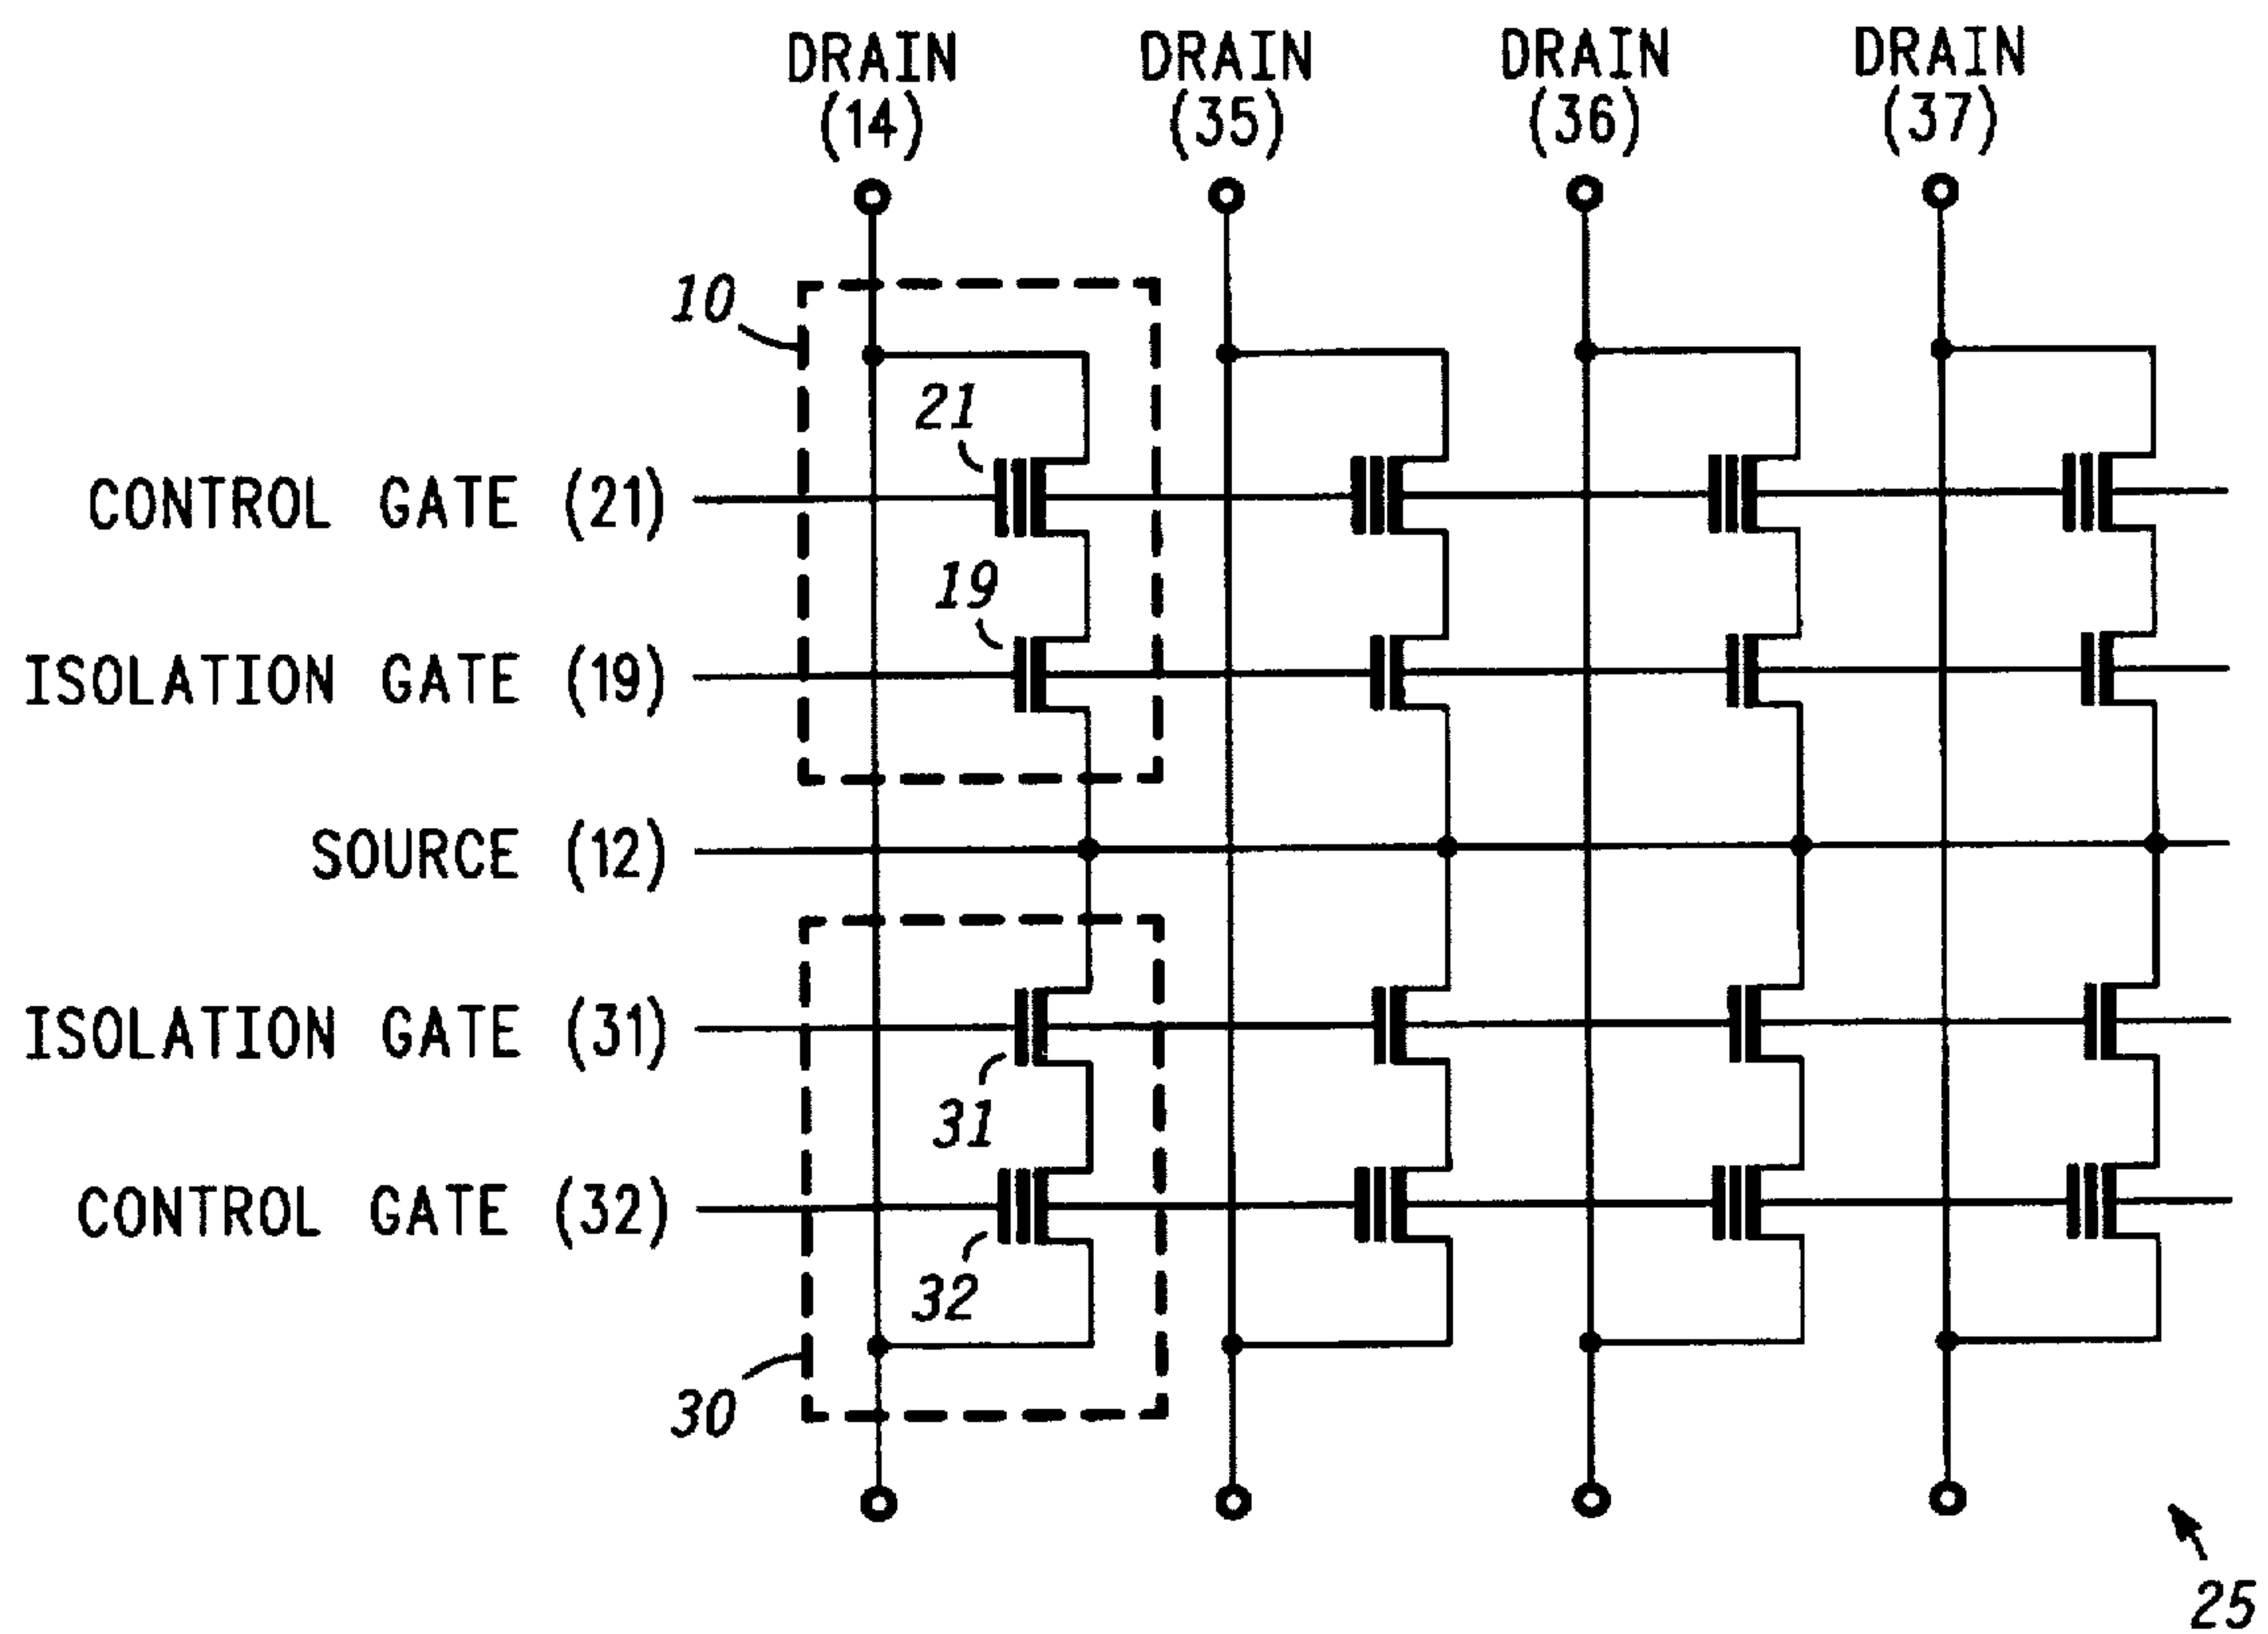 DRAIN (14)
DRAIN (35)
DRAIN (36)
DRAIN (37)
10
21
CONTROL GATE (21)
19
ISOLATION GATE (19)
SOURCE (12)
ISOLATION GATE (31)
31
CONTROL GATE (32)
32
30
25